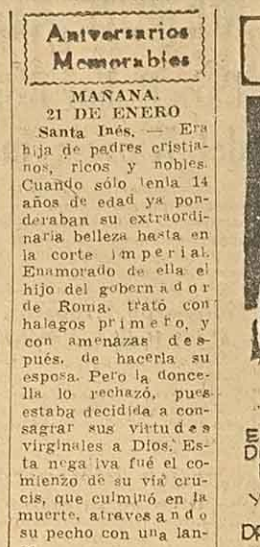 Aniversarios
Memorables
MAÑANA,
21 DE ENERO
Santa Inés. — Era
hija de padres cristia-
nos, ricos y nobles.
Cuando sólo tenía 14
años de edad ya pon-
deraban su extraordi-
naria belleza hasta en
la corte imperial.
Enamorado de ella el
hijo del gobernador
de Roma, trató con
halagos primero, y
con amenazas des-
pués, de hacerla su
esposa. Pero la donce-
lla lo rechazó, pues
estaba decidida a con-
sagrar sus virtudes
virginales a Dios. Es-
ta nega iva fué el co-
mienzo de su vía cru-
cis, que culminó en la
muerte, atravesando
su pecho con una lan-
E
D
Y
DR